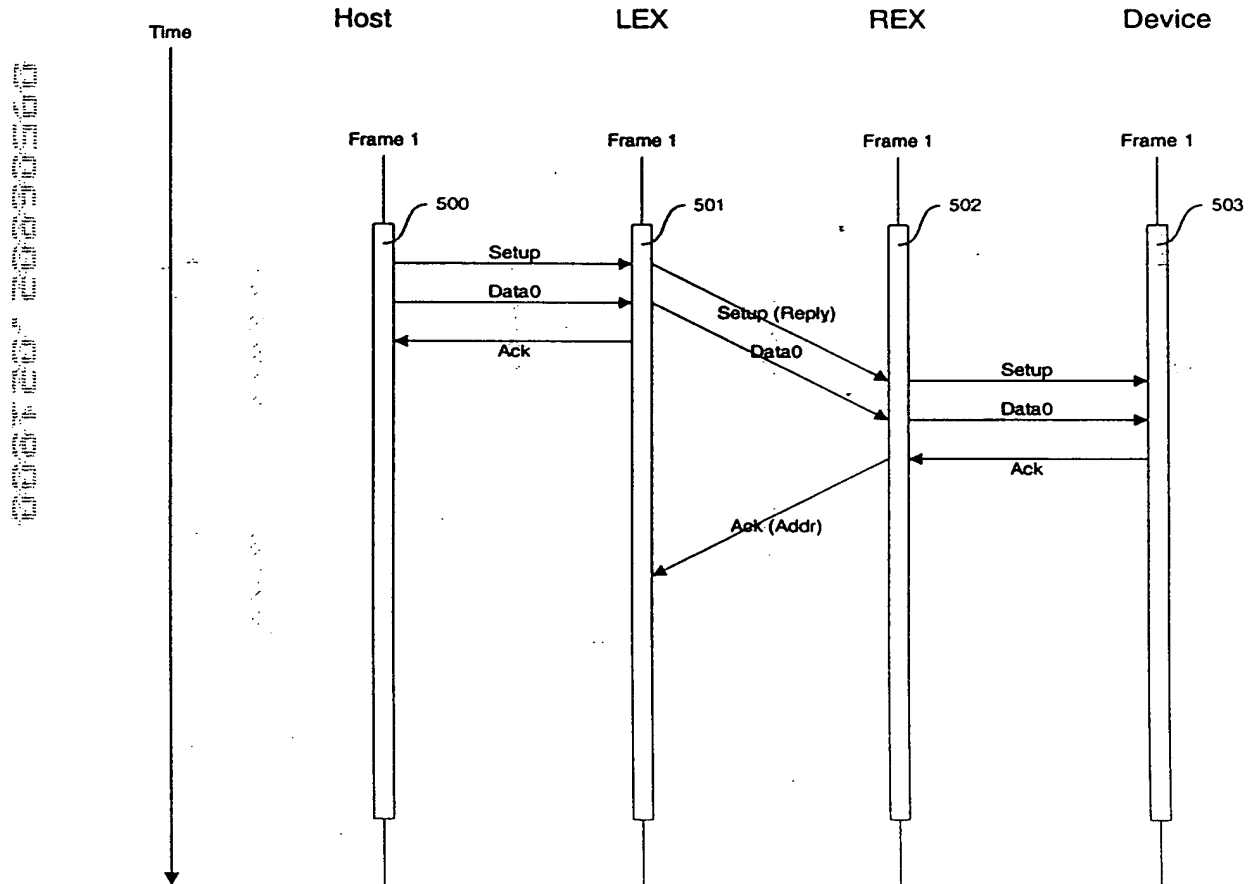 Time
Host
LEX
REX
Device
Frame 1
Frame 1
Frame 1
Frame 1
500
501
502
503
Setup
Data0
Ack
Setup (Reply)
Data0
Setup
Data0
Ack
Ack (Addr)